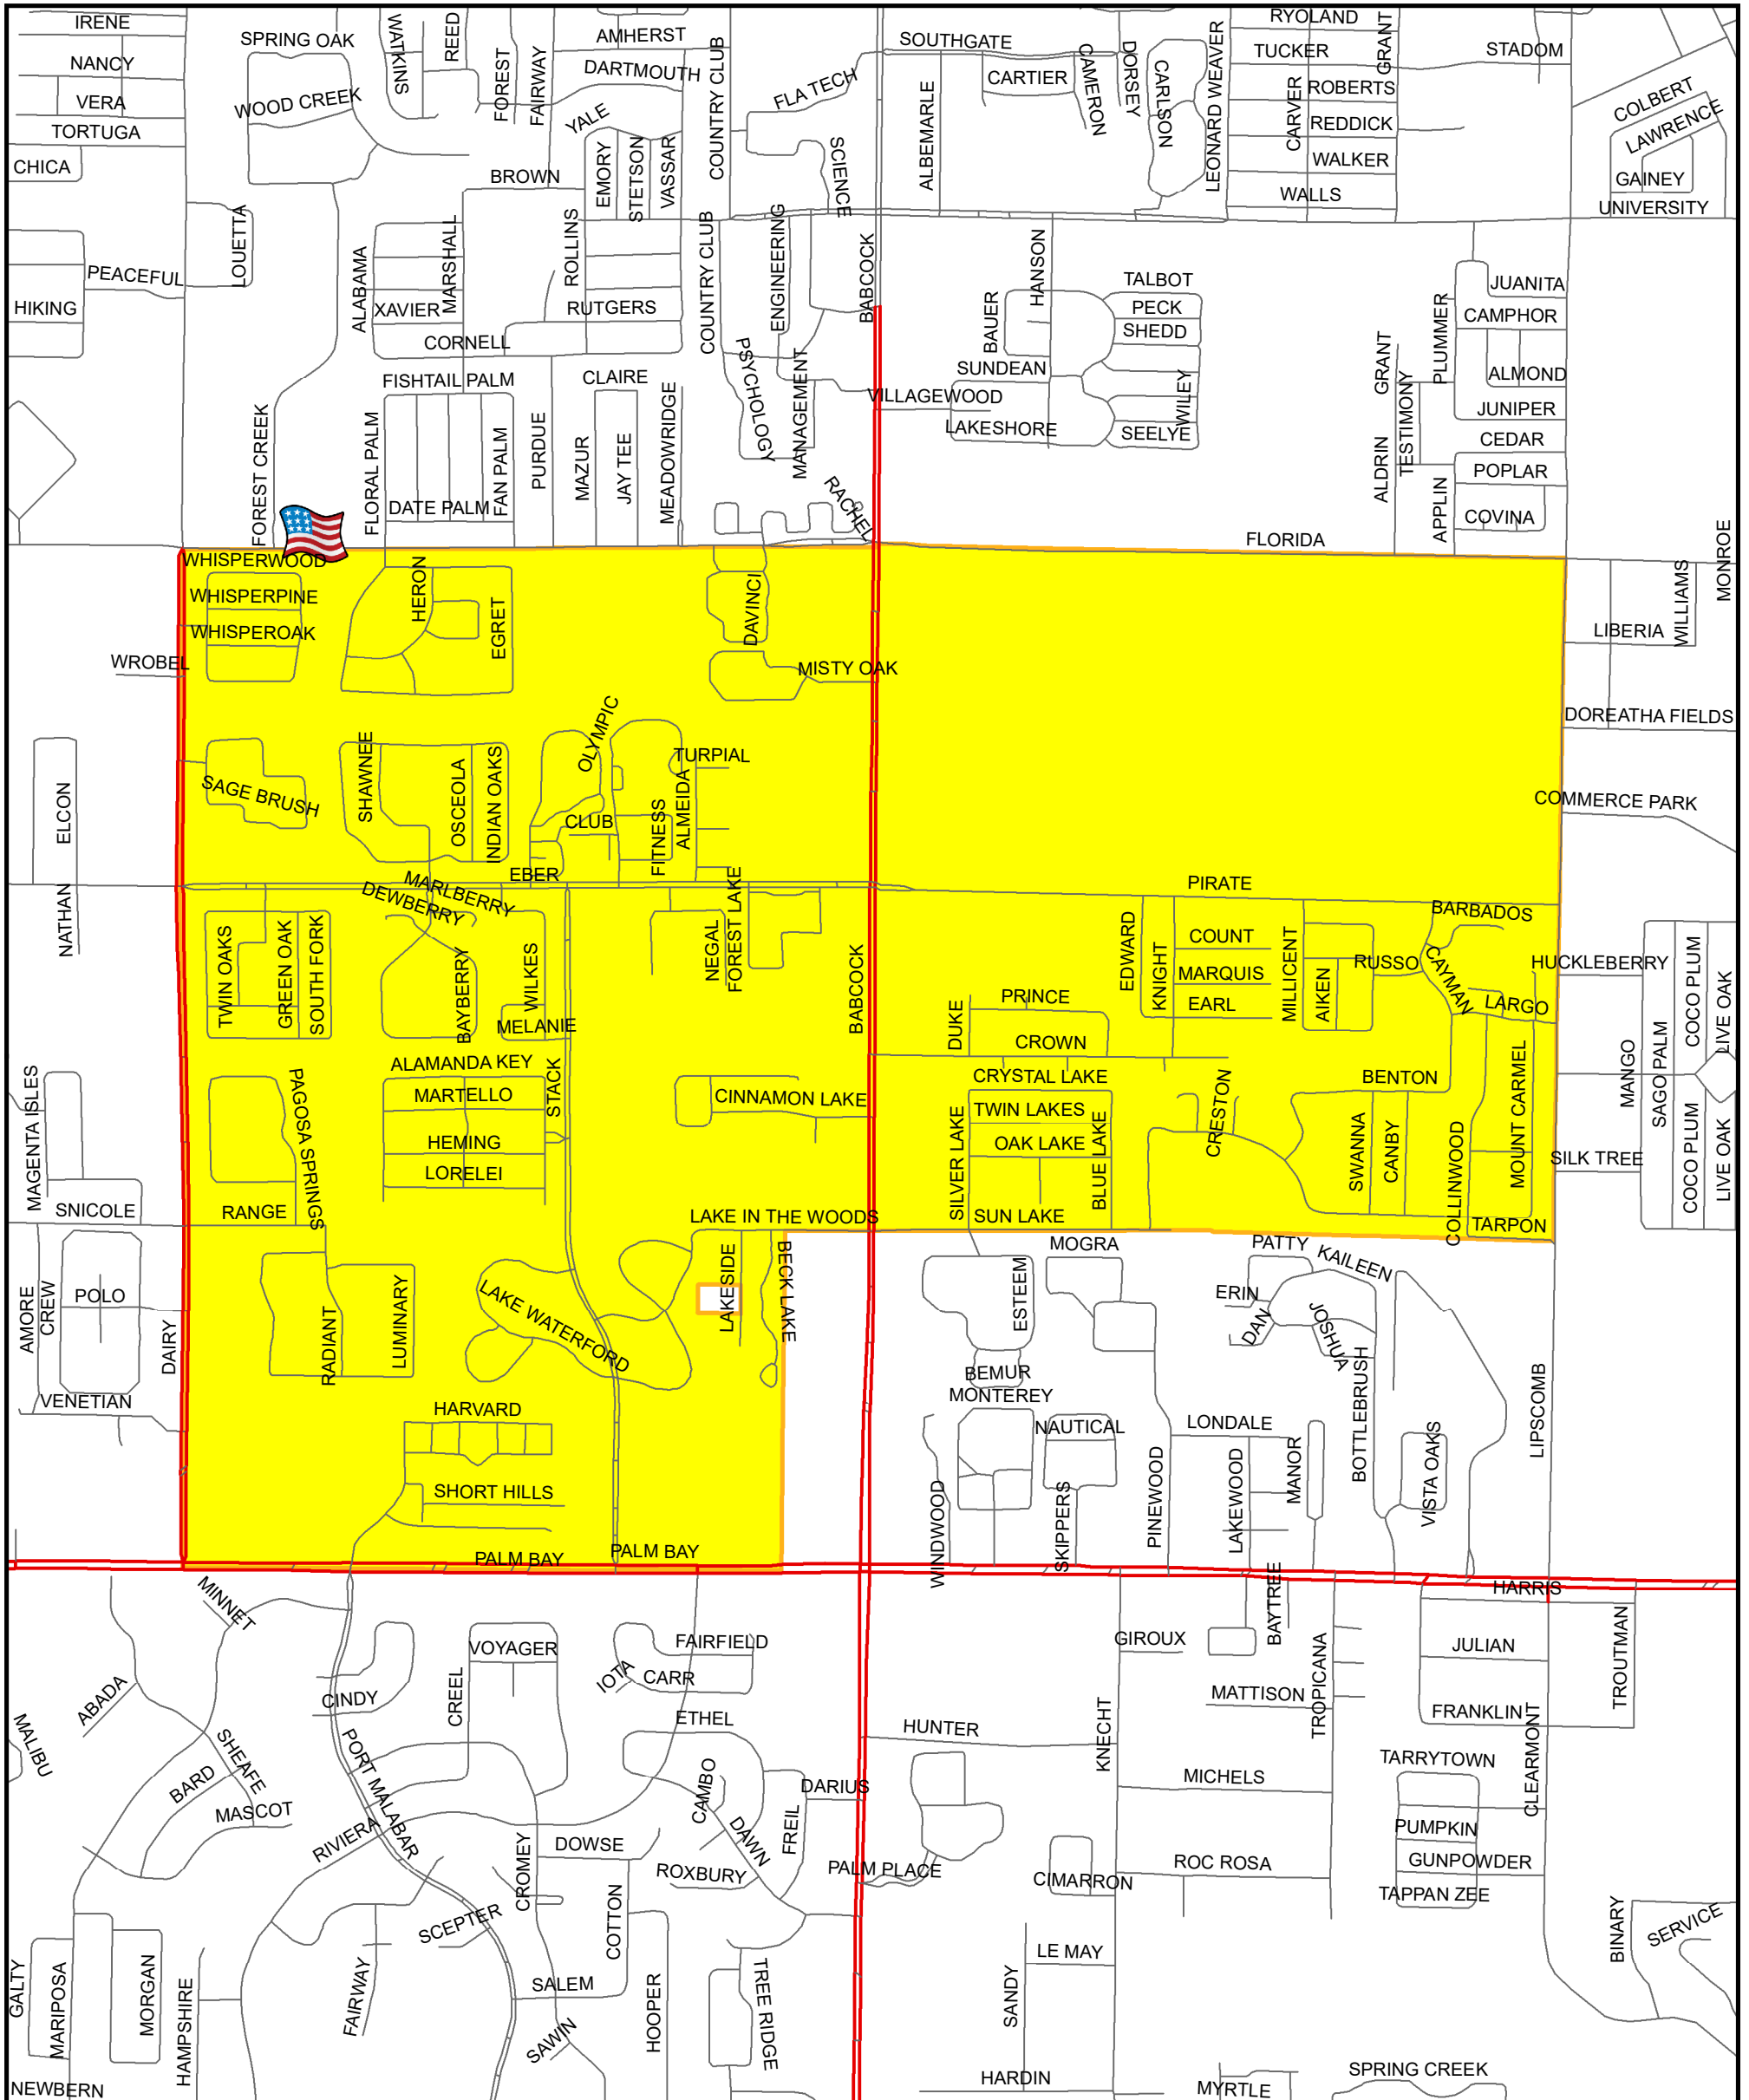 IRENE
NANCY
VERA
TORTUGA
CHICA
SPRING OAK
WOOD CREEK
WATKINS
REED
FOREST
FAIRWAY
AMHERST
DARTMOUTH
YALE
COUNTRY CLUB
FLA TECH
SOUTHGATE
CARTIER
CAMERON
DORSEY
CARLSON
LEONARD WEAVER
RYOLAND
TUCKER
GRANT
ROBERTS
CARVER
REDDICK
WALKER
WALLS
STADOM
COLBERT
LAWRENCE
GAINEY
UNIVERSITY
BROWN
EMORY
STETSON
VASSAR
SCIENCE
ALBEMARLE
LOUETTA
PEACEFUL
HIKING
ALABAMA
MARSHALL
XAVIER
CORNELL
ROLLINS
RUTGERS
COUNTRY CLUB
ENGINEERING
BABCOCK
HANSON
BAUER
TALBOT
PECK
SHEDD
SUNDEAN
VILLAGEWOOD
LAKESHORE
WILEY
SEELYE
JUANITA
CAMPHOR
PLUMMER
ALMOND
JUNIPER
CEDAR
POPLAR
COVINA
APPLIN
GRANT
TESTIMONY
ALDRIN
FOREST CREEK
FISHTAIL PALM
FLORAL PALM
FAN PALM
DATE PALM
PURDUE
CLAIRE
MAZUR
JAY TEE
MEADOWRIDGE
PSYCHOLOGY
MANAGEMENT
RACHEL
FLORIDA
MONROE
WILLIAMS
LIBERIA
DOREATHA FIELDS
COMMERCE PARK
WHISPERWOOD
WHISPERPINE
WHISPEROAK
WROBEL
HERON
EGRET
DAVINCI
MISTY OAK
ELCON
NATHAN
SAGE BRUSH
SHAWNEE
OSCEOLA
INDIAN OAKS
OLYMPIC
CLUB
FITNESS
ALMEIDA
TURPIAL
EBER
MARLBERRY
DEWBERRY
PIRATE
BARBADOS
TWIN OAKS
GREEN OAK
SOUTH FORK
BAYBERRY
WILKES
MELANIE
NEGAL
FOREST LAKE
BABCOCK
EDWARD
KNIGHT
COUNT
MARQUIS
EARL
MILLICENT
AIKEN
RUSSO
CAYMAN
LARGO
HUCKLEBERRY
COCO PLUM
LIVE OAK
MANGO
SAGO PALM
DUKE
PRINCE
CROWN
ALAMANDA KEY
MARTELLO
HEMING
LORELEI
STACK
CINNAMON LAKE
CRYSTAL LAKE
TWIN LAKES
OAK LAKE
SILVER LAKE
BLUE LAKE
SUN LAKE
CRESTON
BENTON
SWANNA
CANBY
COLLINWOOD
MOUNT CARMEL
TARPON
SILK TREE
COCO PLUM
LIVE OAK
MAGENTA ISLES
SNICOLE
RANGE
PAGOSA SPRINGS
LAKE IN THE WOODS
AMORE
CREW
POLO
DAIRY
VENETIAN
RADIANT
LUMINARY
LAKE WATERFORD
LAKESIDE
BECK LAKE
ESTEEM
BEMUR
MONTEREY
MOGRA
NAUTICAL
PATTY
KAILEEN
ERIN
DAN
JOSHUA
BOTTLEBRUSH
VISTA OAKS
LIPSCOMB
HARVARD
SHORT HILLS
PALM BAY
PALM BAY
WINDWOOD
SKIPPERS
PINEWOOD
LONDALE
LAKEWOOD
MANOR
HARRIS
MINNET
ABADA
MALIBU
SHEAFE
BARD
MASCOT
CINDY
PORT MALABAR
RIVIERA
VOYAGER
CREEL
IOTA
FAIRFIELD
CARR
ETHEL
CAMBO
DAWN
FREIL
DARIUS
DOWSE
ROXBURY
CROMEY
COTTON
SCEPTER
SALEM
SAWIN
HOOPER
TREE RIDGE
PALM PLACE
HUNTER
KNECHT
GIROUX
BAYTREE
MATTISON
TROPICANA
MICHELS
ROC ROSA
CIMARRON
LE MAY
SANDY
HARDIN
MYRTLE
SPRING CREEK
JULIAN
FRANKLIN
TROUTMAN
CLEARMONT
TARRYTOWN
PUMPKIN
GUNPOWDER
TAPPAN ZEE
BINARY
SERVICE
GALTY
MARIPOSA
MORGAN
HAMPSHIRE
FAIRWAY
NEWBERN